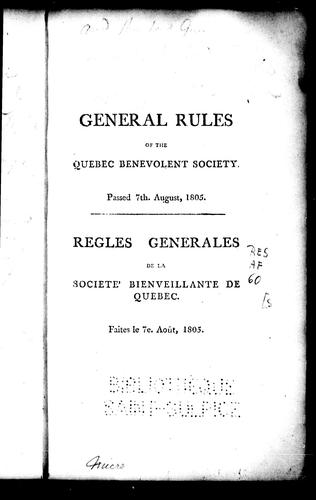 GENERAL RULES
OF THE
QUEBEC BENEVOLENT SOCIETY.
Passed 7th. August, 1805.
REGLES GENERALES
DE LA
SOCIETE' BIENVEILLANTE DE
QUEBEC.
Faites le 7e. Août, 1805.
RES
AF
60
BIBLIOTHÈQUE
SAINT-SULPICE